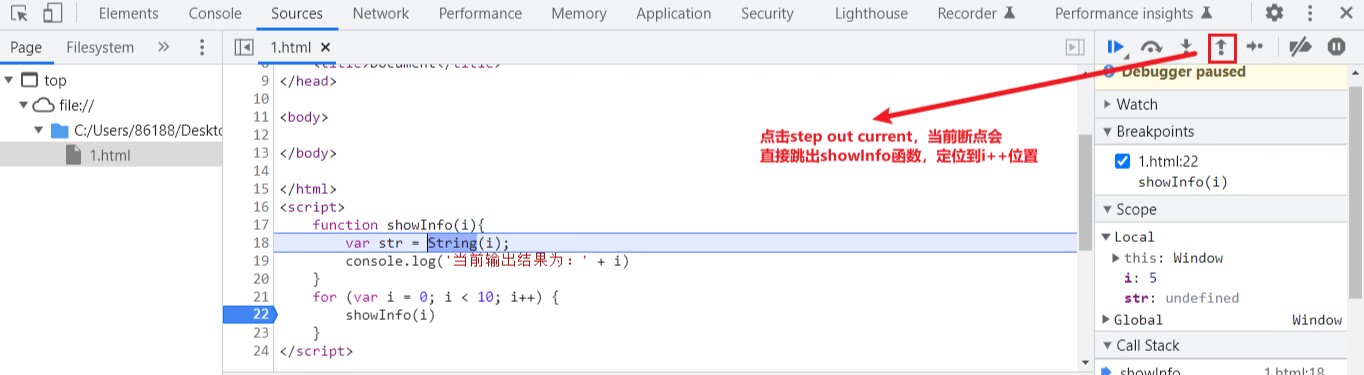 Elements Console Sources Network Performance Memory Application Security Lighthouse Recorder Performance insights
Page Filesystem » 1.html ×
top
file://
C:/Users/86188/Deskto
1.html
8 <title>Document</title>
9 </head>
10
11 <body>
12
13 </body>
14
15 </html>
16 <script>
17 function showInfo(i){
18 var str = String(i);
19 console.log('当前输出结果为：' + i)
20 }
21 for (var i = 0; i < 10; i++) {
22 showInfo(i)
23 }
24 </script>
点击step out current，当前断点会
直接跳出showInfo函数，定位到i++位置
Debugger paused
Watch
Breakpoints
1.html:22
showInfo(i)
Scope
Local
this: Window
i: 5
str: undefined
Global Window
Call Stack
showInfo 1.html:18